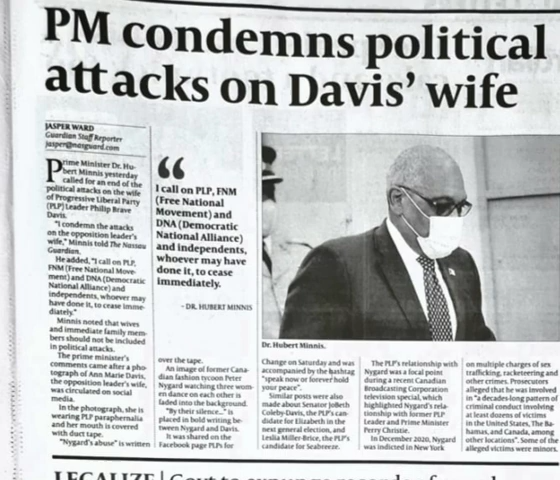 PM condemns political
attacks on Davis' wife
JASPER WARD
Guardian Staff Reporter
jasper@nasguard.com
Prime Minister Dr. Hu-
bert Minnis yesterday
called for an end of the
political attacks on the wife
of Progressive Liberal Party
(PLP) Leader Philip Brave
Davis.
"I condemn the attacks
on the opposition leader's
wife," Minnis told The Nassau
Guardian.
He added, "I call on PLP,
FNM (Free National Move-
ment) and DNA (Democratic
National Alliance) and
independents, whoever may
have done it, to cease imme-
diately."
Minnis noted that wives
and immediate family mem-
bers should not be included
in political attacks.
The prime minister's
comments came after a pho-
tograph of Ann Marie Davis,
the opposition leader's wife,
was circulated on social
media.
In the photograph, she is
wearing PLP paraphernalia
and her mouth is covered
with duct tape.
"Nygard's abuse" is written
“
I call on PLP, FNM
(Free National
Movement) and
DNA (Democratic
National Alliance)
and independents,
whoever may have
done it, to cease
immediately.
- DR. HUBERT MINNIS
over the tape.
An image of former Cana-
dian fashion tycoon Peter
Nygard watching three wom-
en dance on each other is
faded into the background.
"By their silence..." is
placed in bold writing be-
tween Nygard and Davis.
It was shared on the
Facebook page PLPs for
Dr. Hubert Minnis.
Change on Saturday and was
accompanied by the hashtag
"speak now or forever hold
your peace".
Similar posts were also
made about Senator JoBeth
Coleby-Davis, the PLP's can-
didate for Elizabeth in the
next general election, and
Leslia Miller-Brice, the PLP's
candidate for Seabreeze.
The PLP's relationship with
Nygard was a focal point
during a recent Canadian
Broadcasting Corporation
television special, which
highlighted Nygard's rela-
tionship with former PLP
Leader and Prime Minister
Perry Christie.
In December 2020, Nygard
was indicted in New York
on multiple charges of sex
trafficking, racketeering and
other crimes. Prosecutors
alleged that he was involved
in "a decades-long pattern of
criminal conduct involving
at least dozens of victims
in the United States, The Ba-
hamas, and Canada, among
other locations". Some of the
alleged victims were minors.
LEGALIZE | Govt to expunge records of